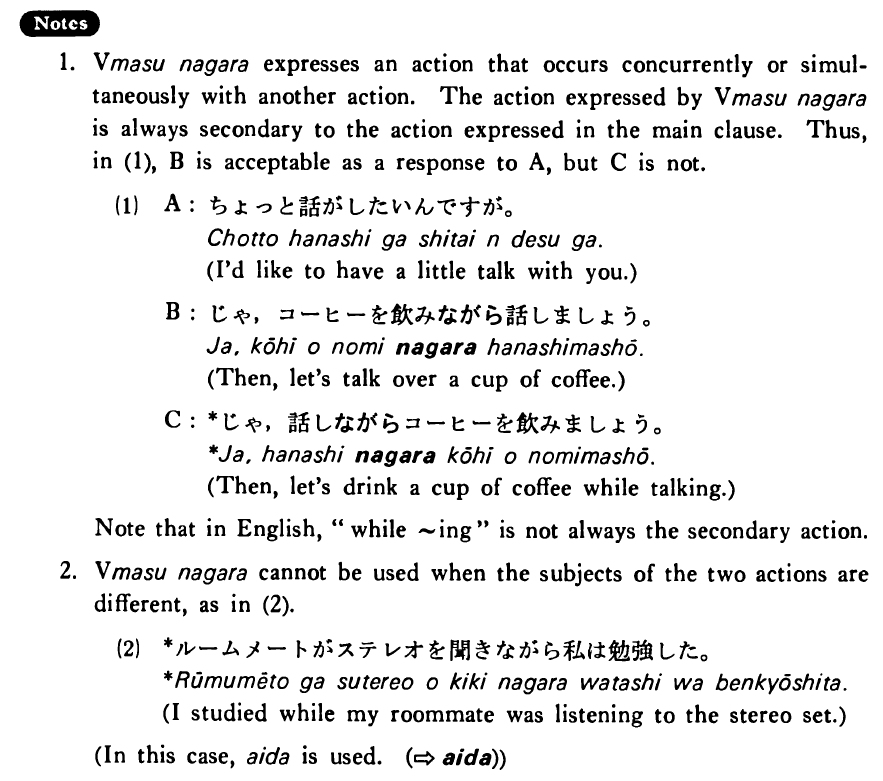 Notes
1. Vmasu nagara expresses an action that occurs concurrently or simul-
taneously with another action. The action expressed by Vmasu nagara
is always secondary to the action expressed in the main clause. Thus,
in (1), B is acceptable as a response to A, but C is not.
(1) A: ちょっと話がしたいんですが。
Chotto hanashi ga shitai n desu ga.
(I'd like to have a little talk with you.)
B: じゃ，コーヒーを飲みながら話しましょう。
Ja, kōhī o nomi nagara hanashimashō.
(Then, let's talk over a cup of coffee.)
C: *じゃ，話しながらコーヒーを飲みましょう。
*Ja, hanashi nagara kōhī o nomimashō.
(Then, let's drink a cup of coffee while talking.)
Note that in English, "while ~ing" is not always the secondary action.
2. Vmasu nagara cannot be used when the subjects of the two actions are
different, as in (2).
(2) *ルームメートがステレオを聞きながら私は勉強した。
*Rūmumēto ga sutereo o kiki nagara watashi wa benkyōshita.
(I studied while my roommate was listening to the stereo set.)
(In this case, aida is used. (⇨ aida))